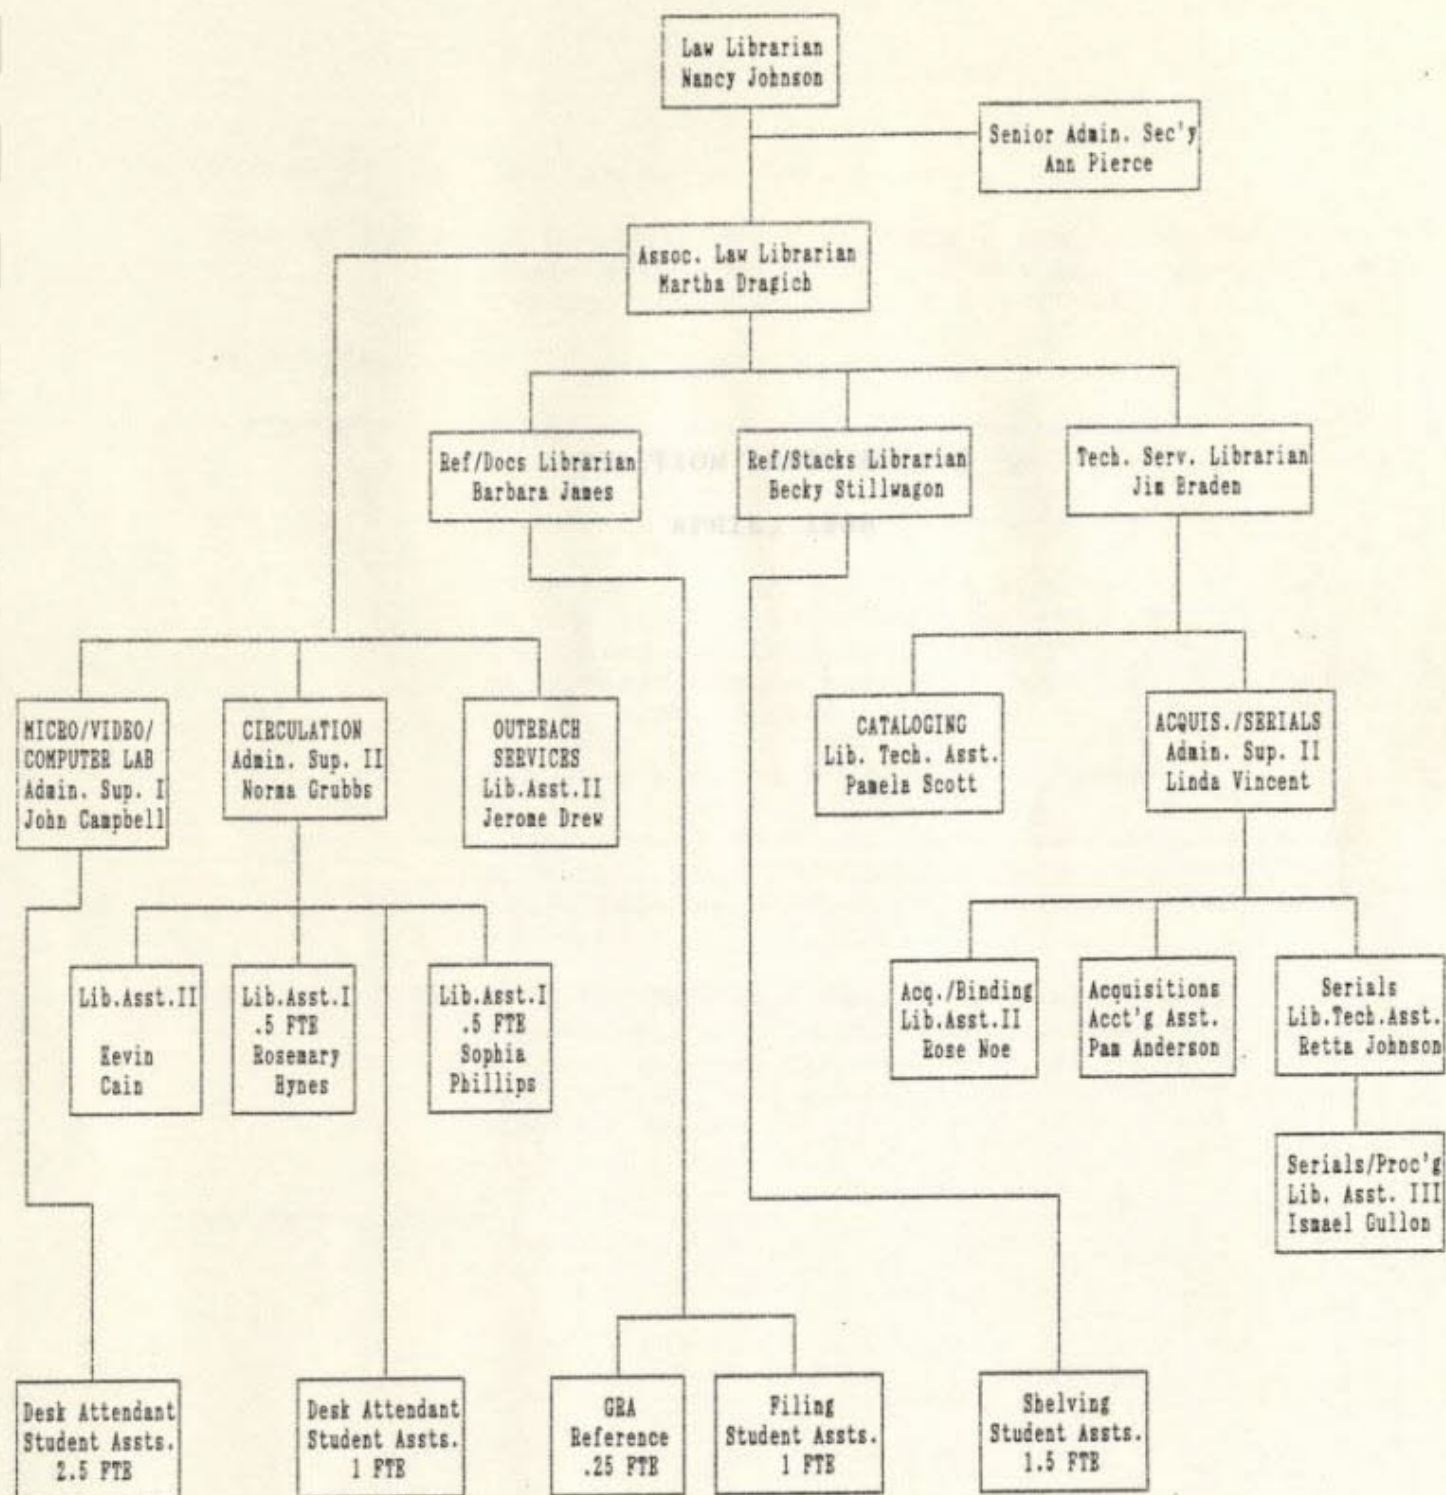 Law Librarian
Nancy Johnson
Senior Admin. Sec'y
Ann Pierce
Assoc. Law Librarian
Martha Dragich
Ref/Docs Librarian
Barbara James
Ref/Stacks Librarian
Becky Stillwagon
Tech. Serv. Librarian
Jim Braden
MICRO/VIDEO/
COMPUTER LAB
Admin. Sup. I
John Campbell
CIRCULATION
Admin. Sup. II
Norma Grubbs
OUTREACH
SERVICES
Lib.Asst.II
Jerome Drew
CATALOGING
Lib. Tech. Asst.
Pamela Scott
ACQUIS./SERIALS
Admin. Sup. II
Linda Vincent
Lib.Asst.II
Kevin
Cain
Lib.Asst.I
.5 FTE
Rosemary
Hynes
Lib.Asst.I
.5 FTE
Sophia
Phillips
Acq./Binding
Lib.Asst.II
Rose Noe
Acquisitions
Acct'g Asst.
Pam Anderson
Serials
Lib.Tech.Asst.
Retta Johnson
Serials/Proc'g
Lib. Asst. III
Ismael Gullon
Desk Attendant
Student Assts.
2.5 FTE
Desk Attendant
Student Assts.
1 FTE
GRA
Reference
.25 FTE
Filing
Student Assts.
1 FTE
Shelving
Student Assts.
1.5 FTE